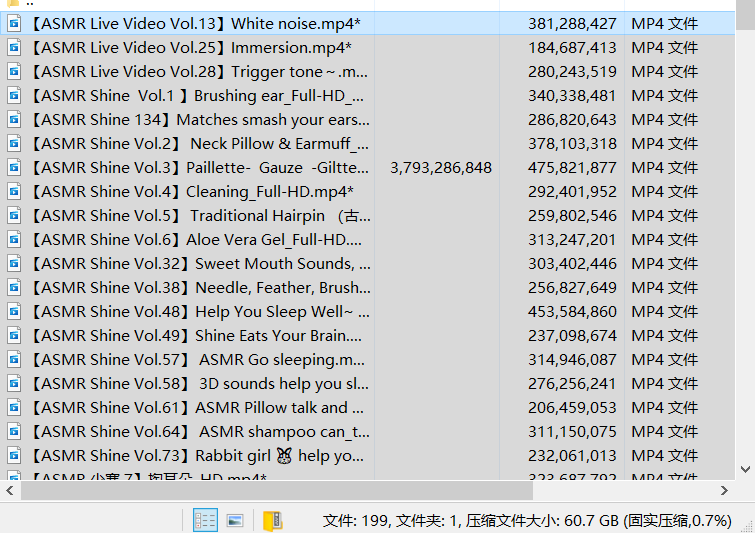 ..
【ASMR Live Video Vol.13】White noise.mp4* 381,288,427 MP4 文件
【ASMR Live Video Vol.25】Immersion.mp4* 184,687,413 MP4 文件
【ASMR Live Video Vol.28】Trigger tone～.m... 280,243,519 MP4 文件
【ASMR Shine  Vol.1 】Brushing ear_Full-HD_... 340,338,481 MP4 文件
【ASMR Shine 134】Matches smash your ears... 286,820,643 MP4 文件
【ASMR Shine Vol.2】 Neck Pillow & Earmuff_... 378,103,318 MP4 文件
【ASMR Shine Vol.3】Paillette-  Gauze  -Giltte... 3,793,286,848 475,821,877 MP4 文件
【ASMR Shine Vol.4】Cleaning_Full-HD.mp4* 292,401,952 MP4 文件
【ASMR Shine Vol.5】 Traditional Hairpin （古... 259,802,546 MP4 文件
【ASMR Shine Vol.6】Aloe Vera Gel_Full-HD.... 313,247,201 MP4 文件
【ASMR Shine Vol.32】Sweet Mouth Sounds, ... 303,402,446 MP4 文件
【ASMR Shine Vol.38】Needle, Feather, Brush... 256,827,649 MP4 文件
【ASMR Shine Vol.48】Help You Sleep Well~ ... 453,584,860 MP4 文件
【ASMR Shine Vol.49】Shine Eats Your Brain.... 237,098,674 MP4 文件
【ASMR Shine Vol.57】 ASMR Go sleeping.m... 314,946,087 MP4 文件
【ASMR Shine Vol.58】 3D sounds help you sl... 276,256,241 MP4 文件
【ASMR Shine Vol.61】ASMR Pillow talk and ... 206,459,053 MP4 文件
【ASMR Shine Vol.64】 ASMR shampoo can_t... 311,150,075 MP4 文件
【ASMR Shine Vol.73】Rabbit girl 🐰 help yo... 232,061,013 MP4 文件
【ASMR 7】掏耳朵_HD.mp4* 323,687,792 MP4 文件
文件: 199, 文件夹: 1, 压缩文件大小: 60.7 GB (固实压缩,0.7%)